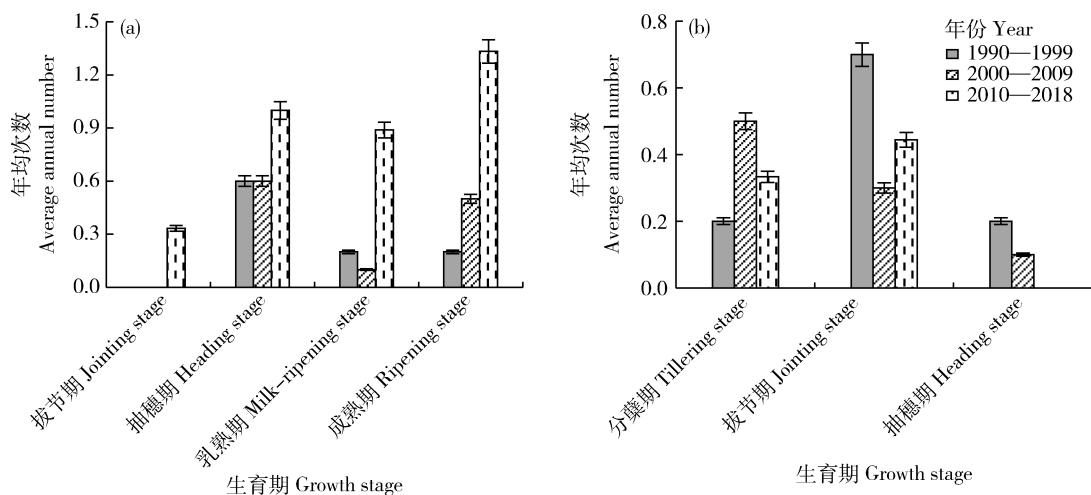 (a)
1.5
1.2
0.9
0.6
0.3
0.0
年均次数
Average annual number
拔节期 Jointing stage
抽穗期 Heading stage
乳熟期 Milk-ripening stage
成熟期 Ripening stage
生育期 Growth stage
(b)
年份 Year
1990—1999
2000—2009
2010—2018
0.8
0.6
0.4
0.2
0.0
年均次数
Average annual number
分蘖期 Tillering stage
拔节期 Jointing stage
抽穗期 Heading stage
生育期 Growth stage